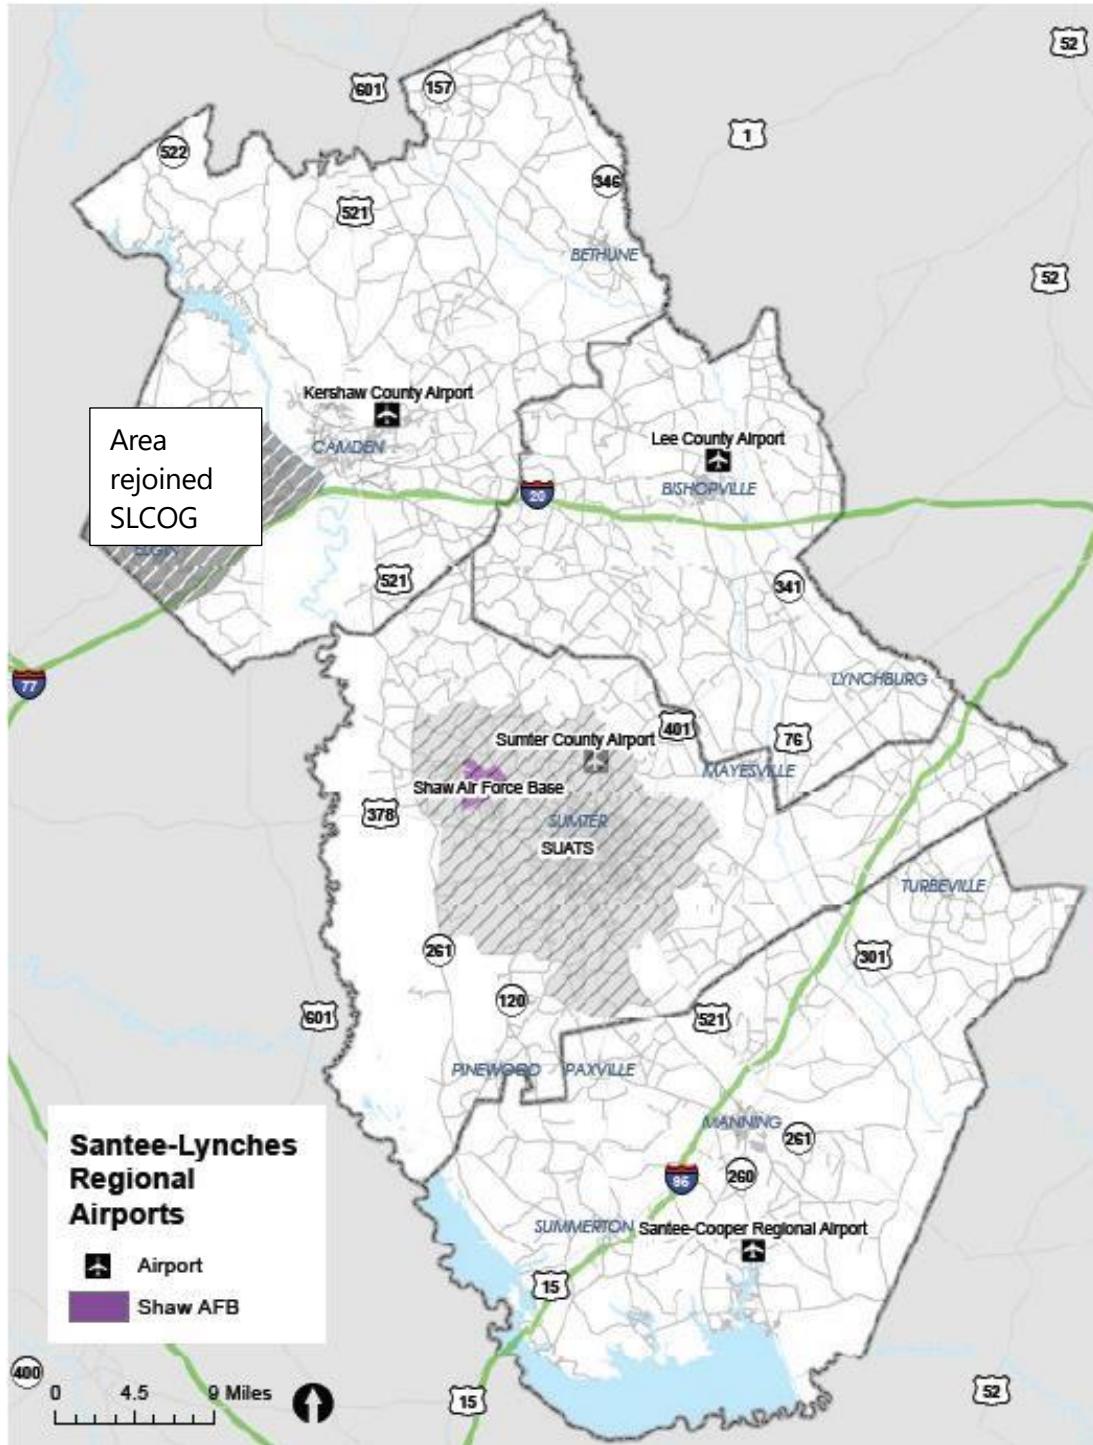 52
601
157
1
522
346
521
BETHUNE
52
Kershaw County Airport
Area
rejoined
SLCOG
CAMDEN
Lee County Airport
BISHOPVILLE
20
ELGIN
521
341
77
LYNCHBURG
401
76
Sumter County Airport
MAYESVILLE
Shaw Air Force Base
378
SUMTER
SUATS
TURBEVILLE
261
301
120
601
521
PINEWOOD
PAXVILLE
MANNING
261
260
96
SUMMERTON
Santee-Cooper Regional Airport
15
Santee-Lynches
Regional
Airports
Airport
Shaw AFB
400
0 4.5 9 Miles
15
52